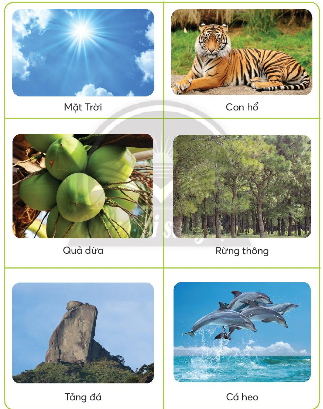 Mặt Trời
Con hổ
Quả dừa
Rừng thông
Tảng đá
Cá heo